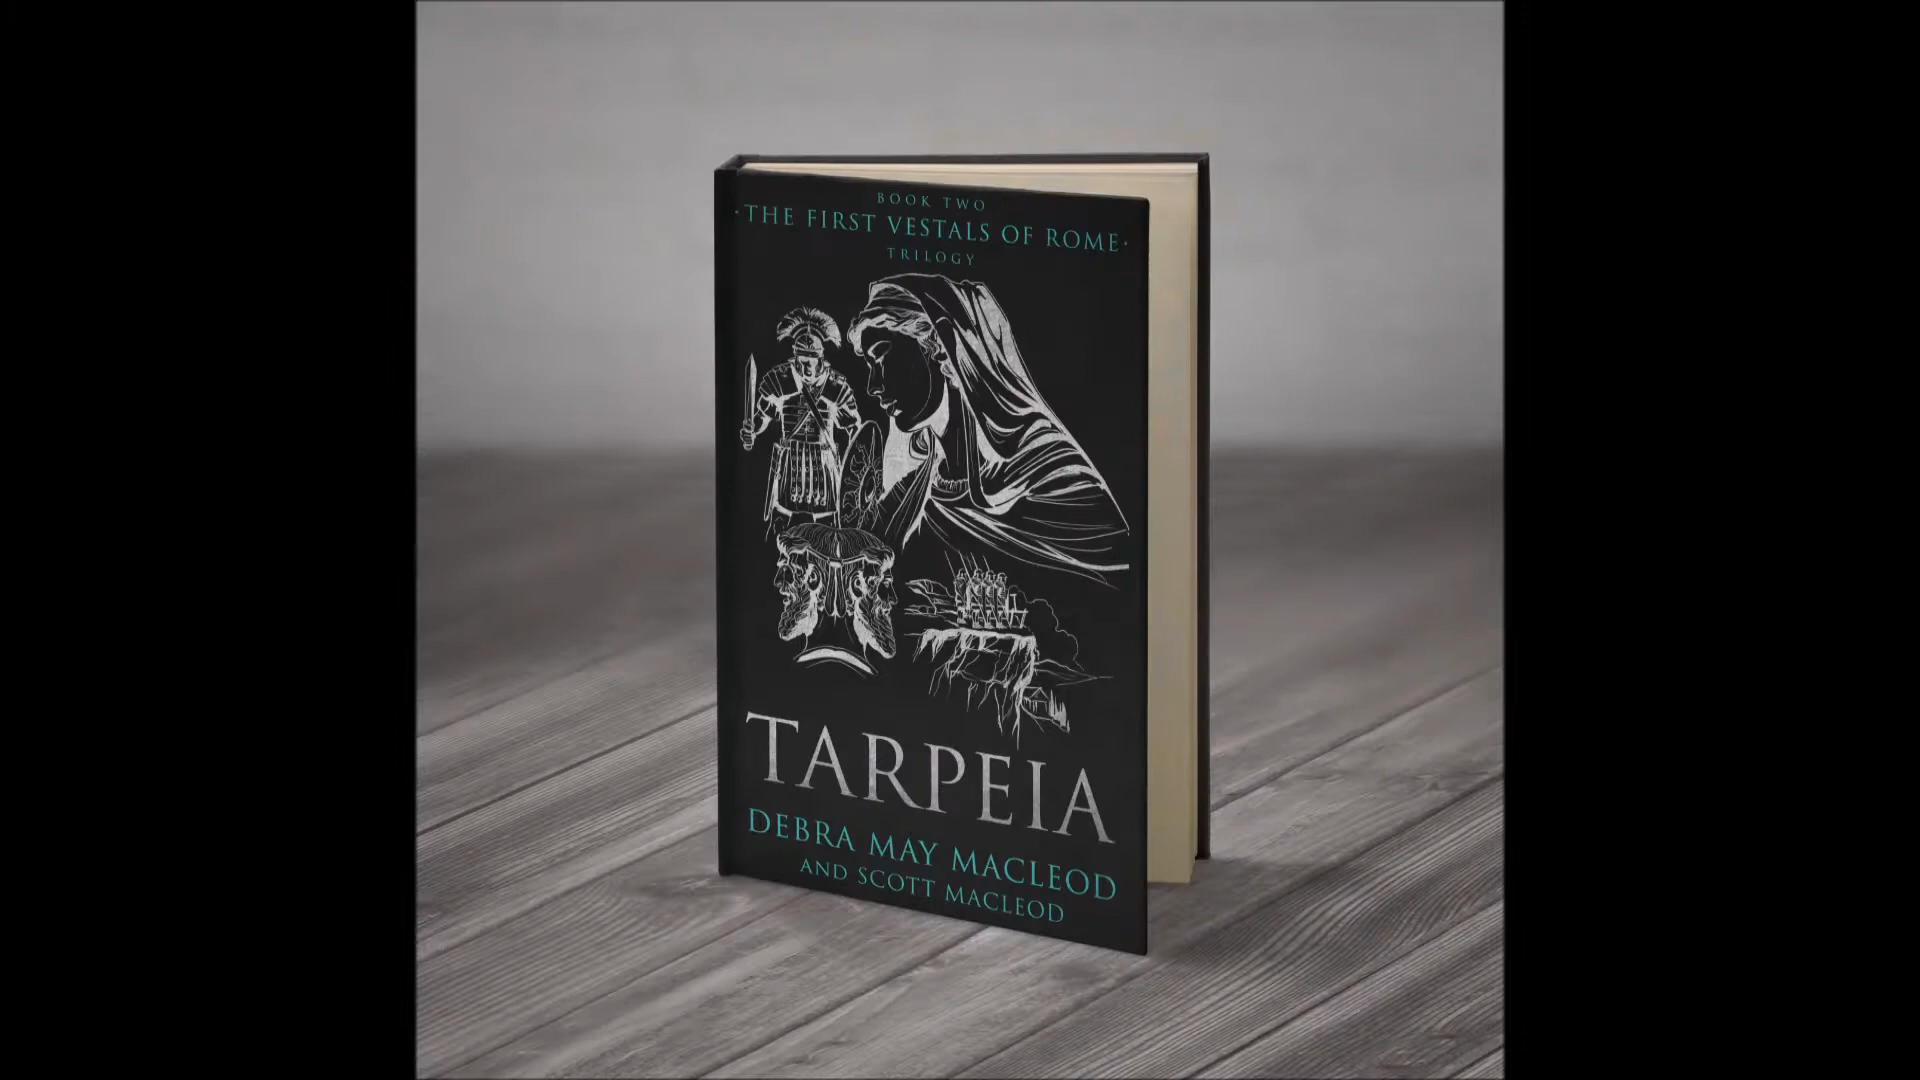 BOOK TWO
·THE FIRST VESTALS OF ROME·
TRILOGY
TARPEIA
DEBRA MAY MACLEOD
AND SCOTT MACLEOD